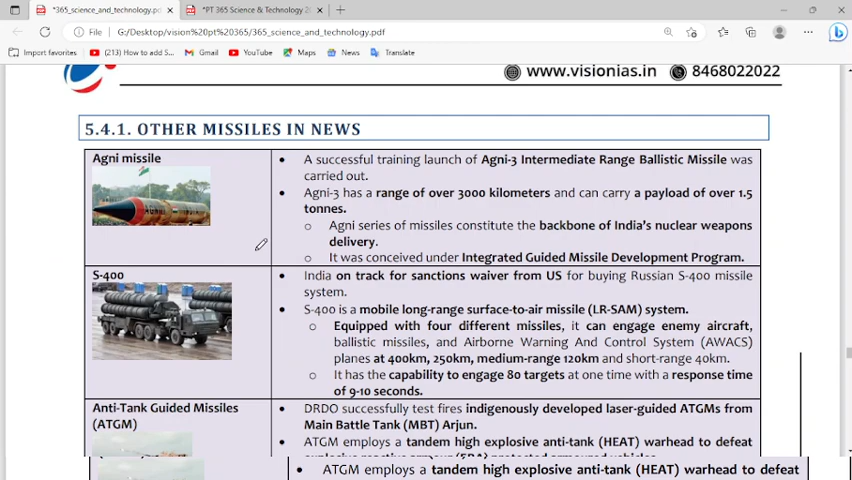 *365_science_and_technology.pd
*PT 365 Science & Technology 2
File
G:/Desktop/vision%20pt%20365/365_science_and_technology.pdf
Import favorites
(213) How to add S...
Gmail
YouTube
Maps
News
Translate
www.visionias.in
8468022022
5.4.1. OTHER MISSILES IN NEWS
Agni missile
• A successful training launch of Agni-3 Intermediate Range Ballistic Missile was
carried out.
• Agni-3 has a range of over 3000 kilometers and can carry a payload of over 1.5
tonnes.
o Agni series of missiles constitute the backbone of India's nuclear weapons
delivery.
o It was conceived under Integrated Guided Missile Development Program.
S-400
• India on track for sanctions waiver from US for buying Russian S-400 missile
system.
• S-400 is a mobile long-range surface-to-air missile (LR-SAM) system.
o Equipped with four different missiles, it can engage enemy aircraft,
ballistic missiles, and Airborne Warning And Control System (AWACS)
planes at 400km, 250km, medium-range 120km and short-range 40km.
o It has the capability to engage 80 targets at one time with a response time
of 9-10 seconds.
Anti-Tank Guided Missiles
(ATGM)
• DRDO successfully test fires indigenously developed laser-guided ATGMs from
Main Battle Tank (MBT) Arjun.
• ATGM employs a tandem high explosive anti-tank (HEAT) warhead to defeat
• ATGM employs a tandem high explosive anti-tank (HEAT) warhead to defeat